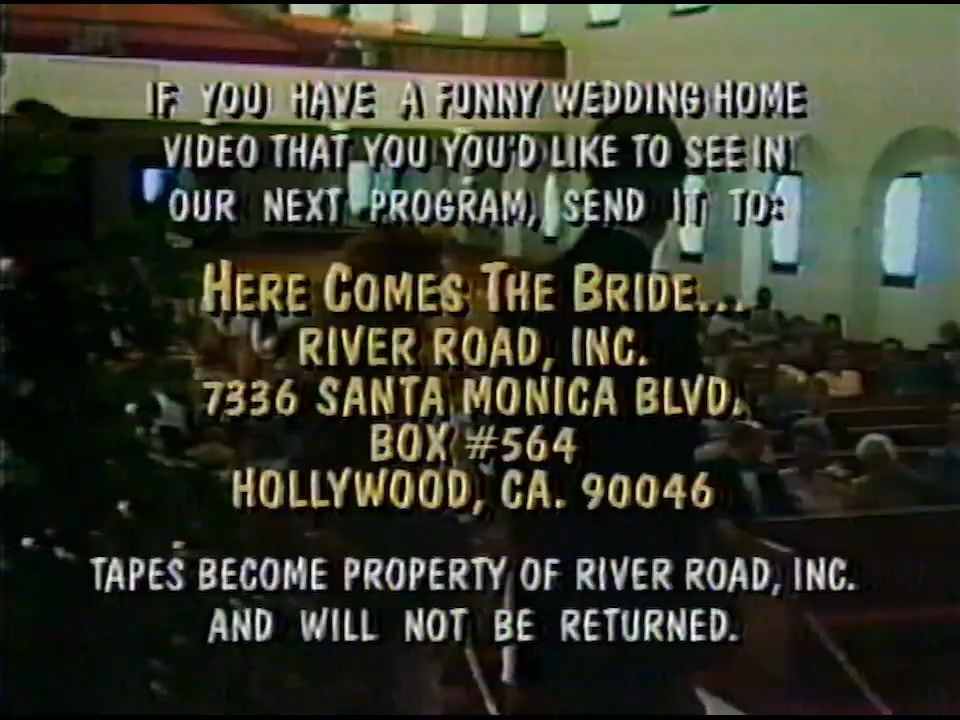 IF YOU HAVE A FUNNY WEDDING HOME
VIDEO THAT YOU YOU'D LIKE TO SEE IN
OUR NEXT PROGRAM, SEND IT TO:
HERE COMES THE BRIDE...
RIVER ROAD, INC.
7336 SANTA MONICA BLVD.
BOX #564
HOLLYWOOD, CA. 90046
TAPES BECOME PROPERTY OF RIVER ROAD, INC.
AND WILL NOT BE RETURNED.